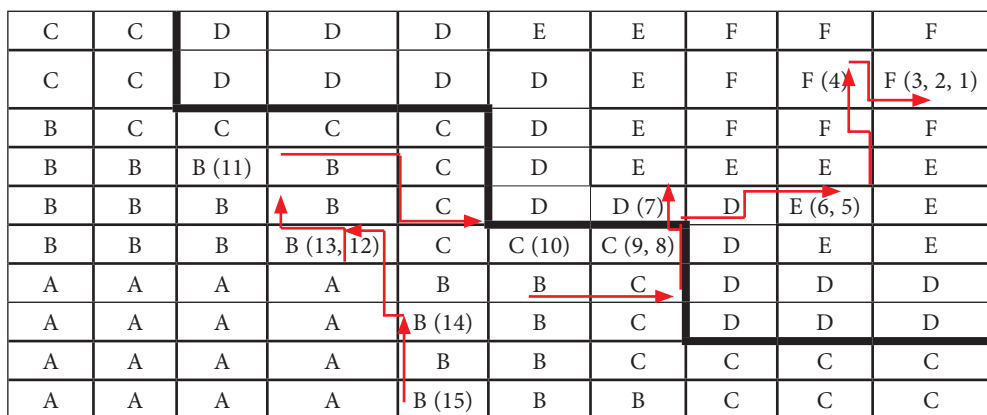 C C D D D E E F F F
C C D D D D E F F (4) F (3, 2, 1)
B C C C C D E F F F
B B B (11) B C D E E E E
B B B B C D D (7) D E (6, 5) E
B B B B (13, 12) C C (10) C (9, 8) D E E
A A A A B B C D D D
A A A A B (14) B C D D D
A A A A B B C C C C
A A A A B (15) B B C C C